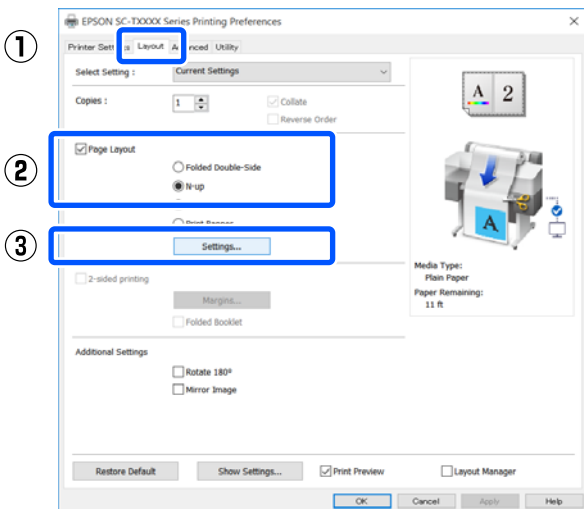 EPSON SC-TXXXX Series Printing Preferences
Layout
Utility
Select Setting :
Current Settings
Copies :
1
Collate
Reverse Order
A 2
1
2
3
Page Layout
Folded Double-Side
N-up
Settings...
A
Media Type:
Plain Paper
Paper Remaining:
11 ft
2-sided printing
Margins...
Folded Booklet
Additional Settings
Rotate 180º
Mirror Image
Restore Default
Show Settings...
Print Preview
Layout Manager
OK
Cancel
Apply
Help